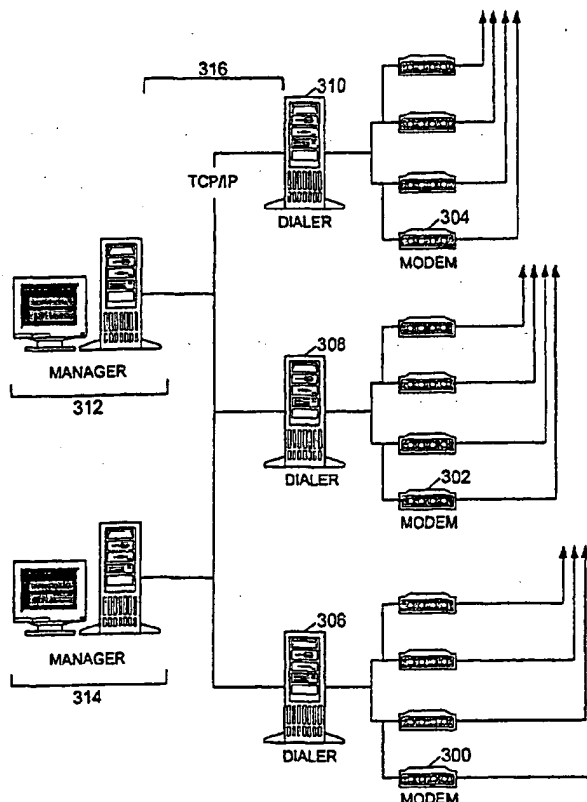 316
310
TCP/IP
DIALER
304
MODEM
MANAGER
312
308
DIALER
302
MODEM
MANAGER
314
306
DIALER
300
MODEM